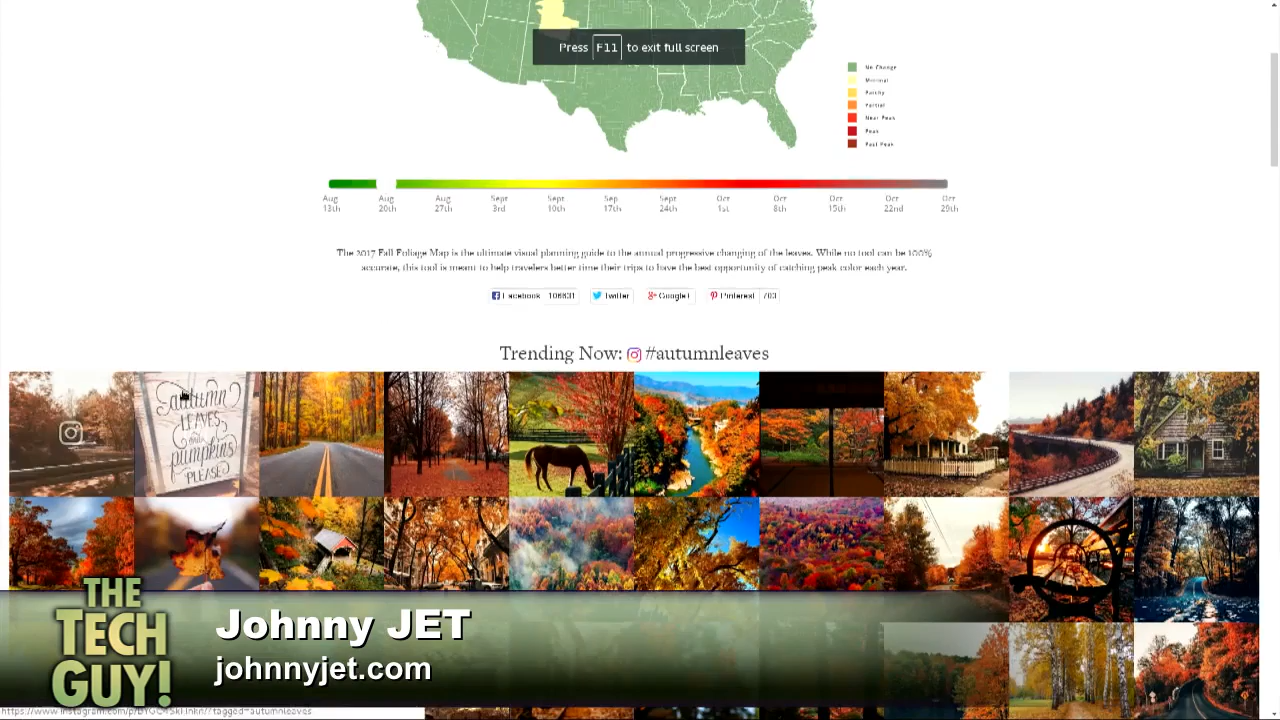 Press F11 to exit full screen
No Change
Minimal
Patchy
Partial
Near Peak
Peak
Past Peak
Aug 13th
Aug 20th
Aug 27th
Sept 3rd
Sept 10th
Sep 17th
Sept 24th
Oct 1st
Oct 8th
Oct 15th
Oct 22nd
Oct 29th
The 2017 Fall Foliage Map is the ultimate visual planning guide to the annual progressive changing of the leaves. While no tool can be 100%
accurate, this tool is meant to help travelers better time their trips to have the best opportunity of catching peak color each year.
Facebook 106631 Twitter Google+ Pinterest 703
Trending Now: #autumnleaves
autumn
LEAVES
and
pumpkins
PLEASE
THE
TECH
GUY!
Johnny JET
johnnyjet.com